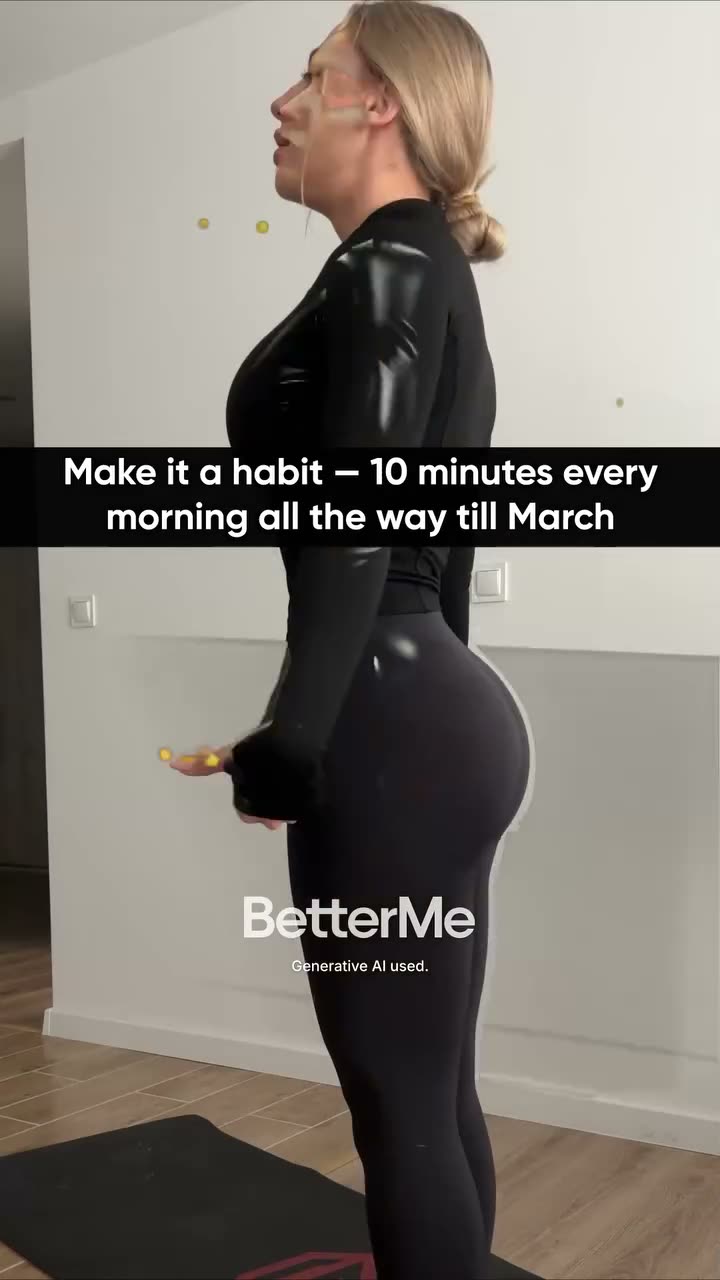 Make it a habit — 10 minutes every
morning all the way till March
BetterMe
Generative AI used.